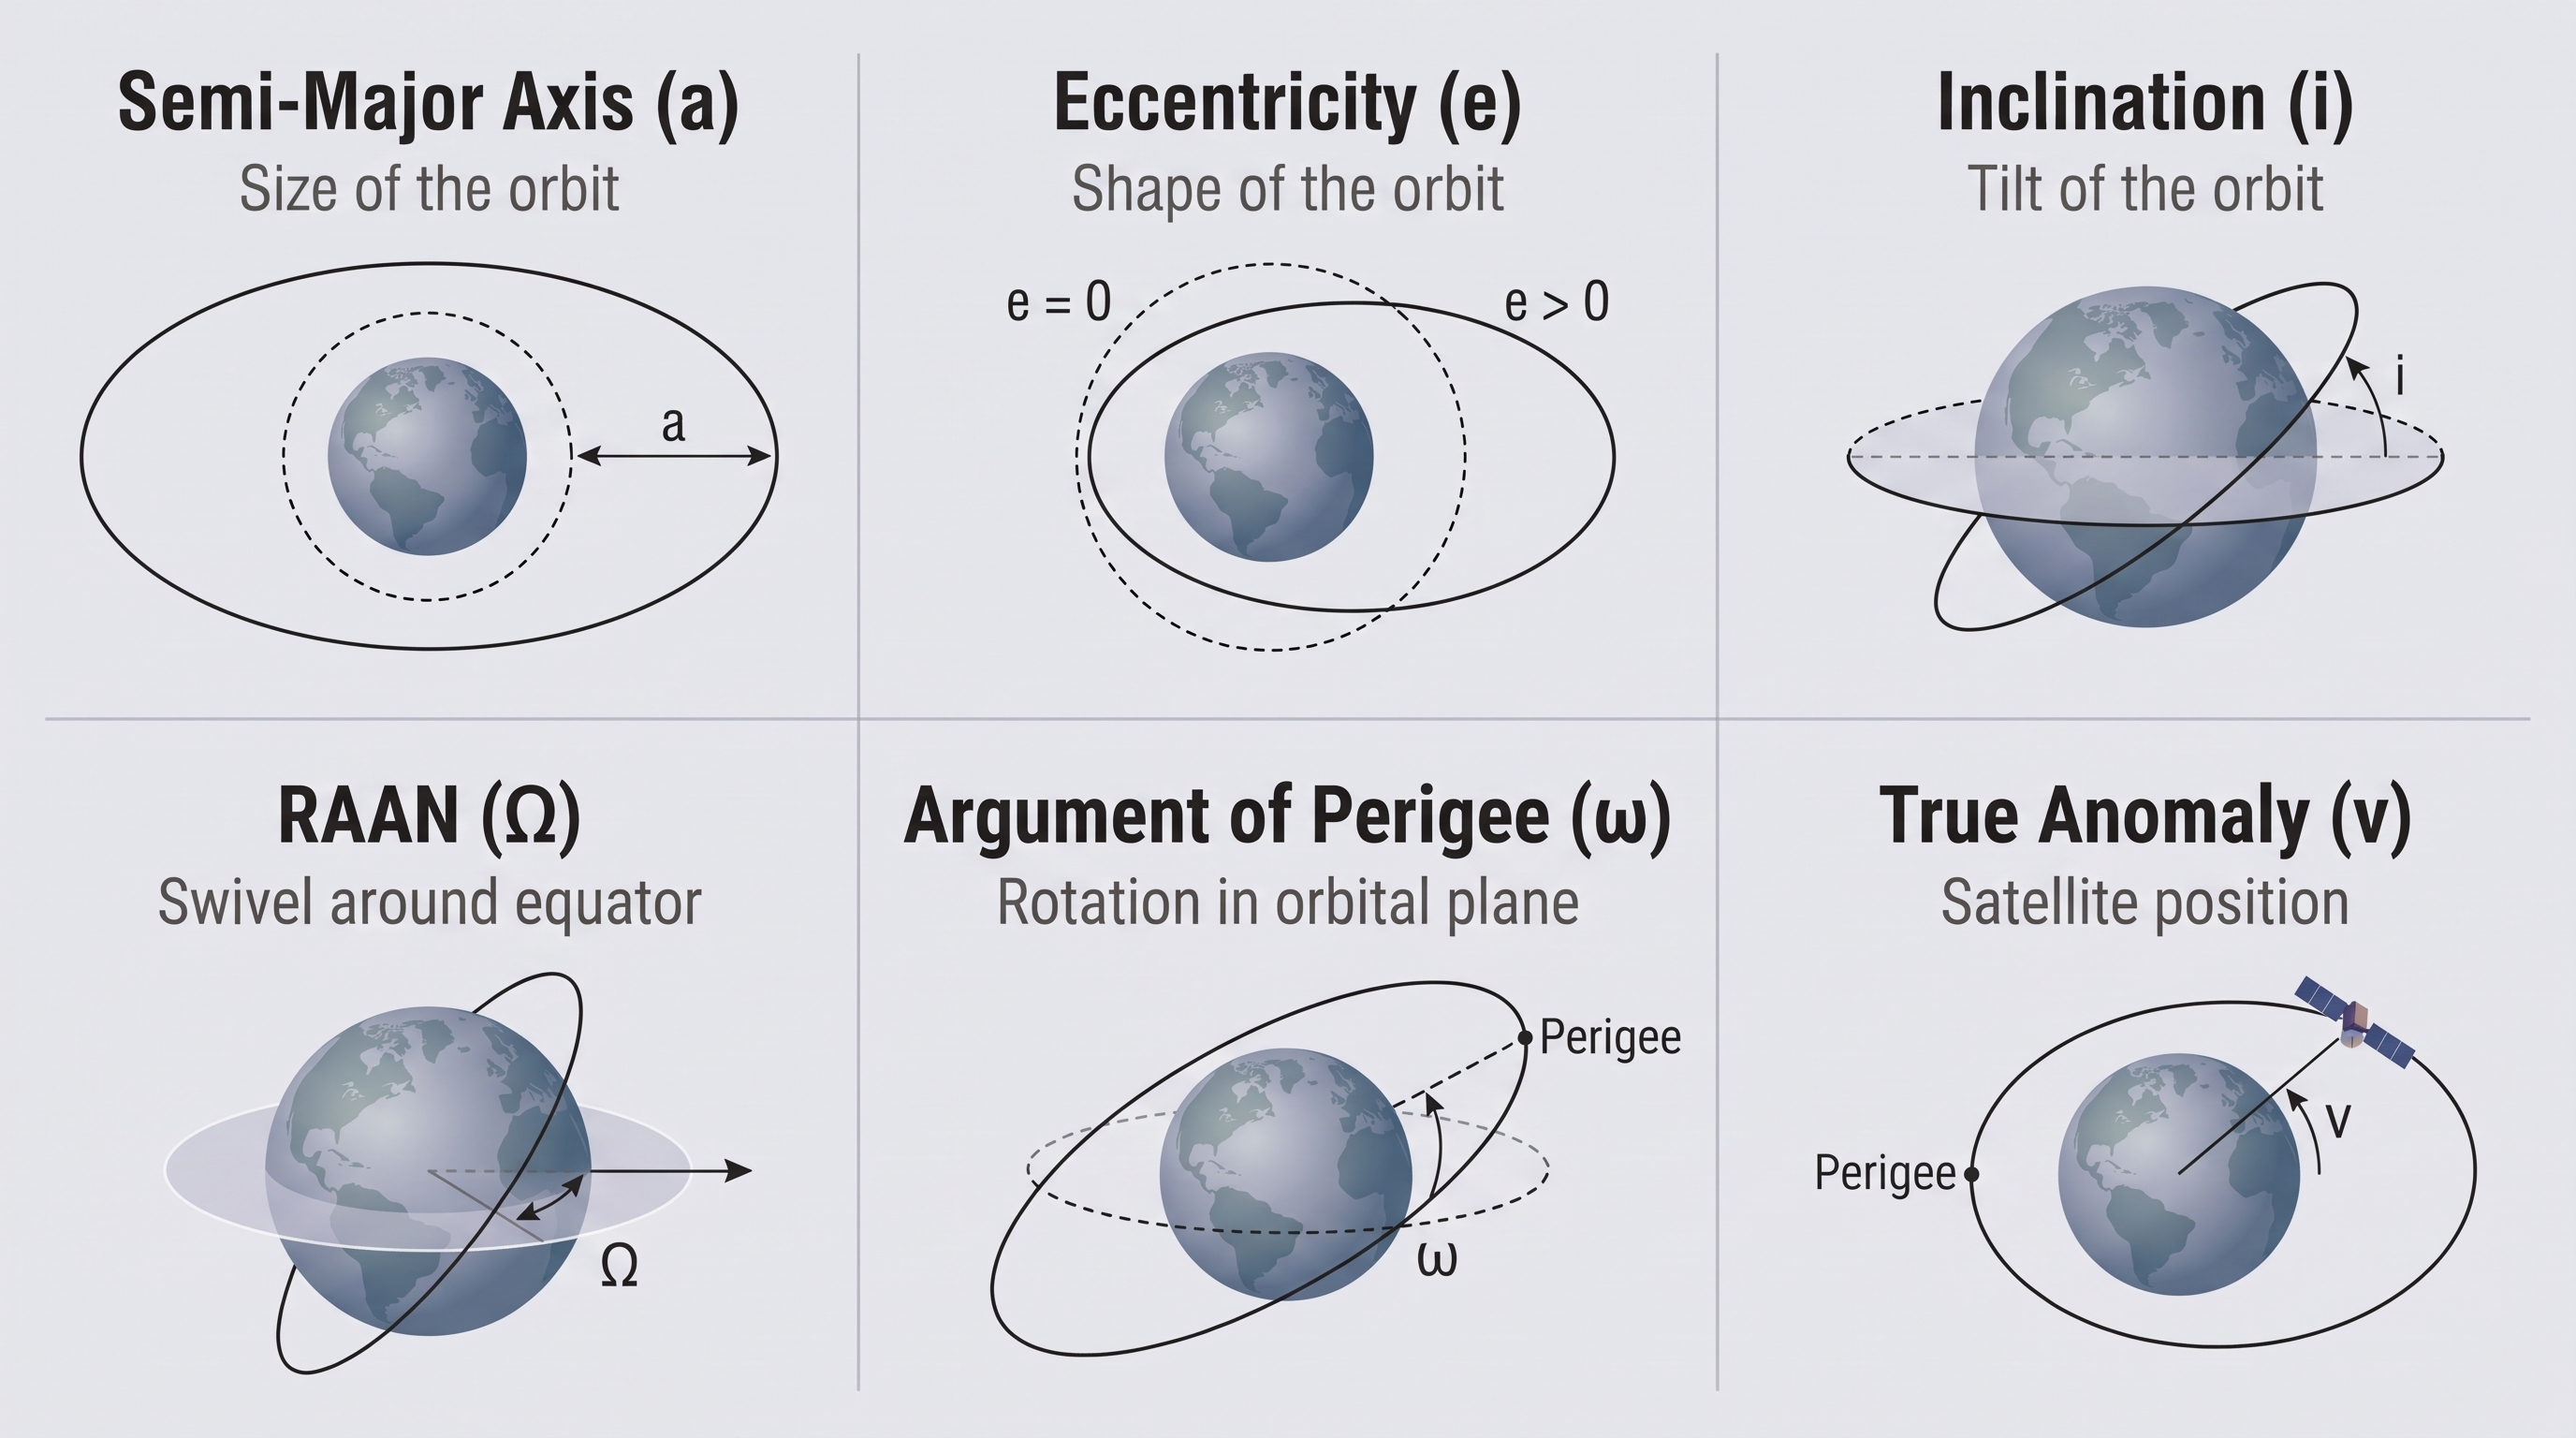 Semi-Major Axis (a)
Size of the orbit
a
Eccentricity (e)
Shape of the orbit
e = 0
e > 0
Inclination (i)
Tilt of the orbit
i
RAAN (Ω)
Swivel around equator
Ω
Argument of Perigee (ω)
Rotation in orbital plane
Perigee
ω
True Anomaly (v)
Satellite position
v
Perigee